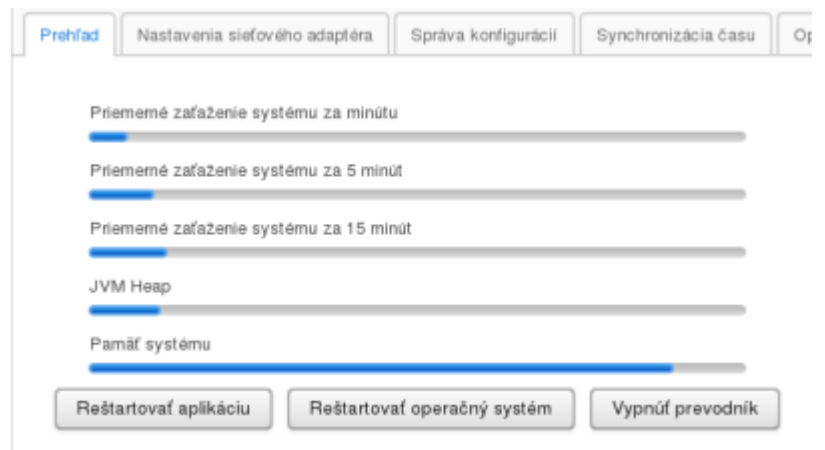 Prehľad Nastavenia sieťového adaptéra Správa konfigurácií Synchronizácia času Op
Priemerné zaťaženie systému za minútu
Priemerné zaťaženie systému za 5 minút
Priemerné zaťaženie systému za 15 minút
JVM Heap
Pamäť systému
Reštartovať aplikáciu Reštartovať operačný systém Vypnúť prevodník